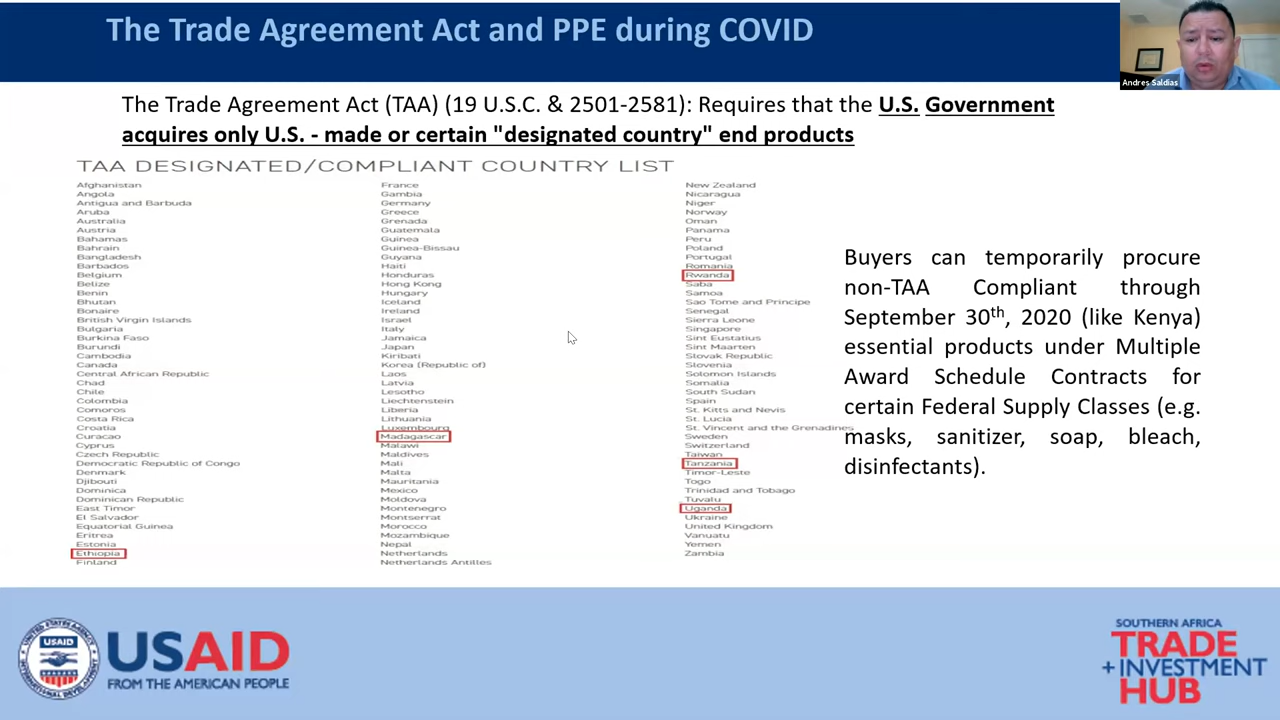 The Trade Agreement Act and PPE during COVID
Andres Saldias
The Trade Agreement Act (TAA) (19 U.S.C. & 2501-2581): Requires that the U.S. Government
acquires only U.S. - made or certain "designated country" end products
TAA DESIGNATED/COMPLIANT COUNTRY LIST
Afghanistan
Angola
Antigua and Barbuda
Aruba
Australia
Austria
Bahamas
Bahrain
Bangladesh
Barbados
Belgium
Belize
Benin
Bhutan
Bonaire
British Virgin Islands
Bulgaria
Burkina Faso
Burundi
Cambodia
Canada
Central African Republic
Chad
Chile
Colombia
Comoros
Costa Rica
Croatia
Curacao
Cyprus
Czech Republic
Democratic Republic of Congo
Denmark
Djibouti
Dominica
Dominican Republic
East Timor
El Salvador
Equatorial Guinea
Eritrea
Estonia
Ethiopia
Finland
France
Gambia
Germany
Greece
Grenada
Guatemala
Guinea
Guinea-Bissau
Guyana
Haiti
Honduras
Hong Kong
Hungary
Iceland
Ireland
Israel
Italy
Jamaica
Japan
Kiribati
Korea [Republic of]
Laos
Latvia
Lesotho
Liechtenstein
Liberia
Lithuania
Luxembourg
Madagascar
Malawi
Maldives
Mali
Malta
Mauritania
Mexico
Moldova
Montenegro
Montserrat
Morocco
Mozambique
Nepal
Netherlands
Netherlands Antilles
New Zealand
Nicaragua
Niger
Norway
Oman
Panama
Peru
Poland
Portugal
Romania
Rwanda
Saba
Samoa
Sao Tome and Principe
Senegal
Sierra Leone
Singapore
Sint Eustatius
Sint Maarten
Slovak Republic
Slovenia
Solomon Islands
Somalia
South Sudan
Spain
St. Kitts and Nevis
St. Lucia
St. Vincent and the Grenadines
Sweden
Switzerland
Taiwan
Tanzania
Timor-Leste
Togo
Trinidad and Tobago
Tuvalu
Uganda
Ukraine
United Kingdom
Vanuatu
Yemen
Zambia
Buyers can temporarily procure
non-TAA Compliant through
September 30th, 2020 (like Kenya)
essential products under Multiple
Award Schedule Contracts for
certain Federal Supply Classes (e.g.
masks, sanitizer, soap, bleach,
disinfectants).
UNITED STATES AGENCY
USAID
INTERNATIONAL DEVELOPMENT
USAID
FROM THE AMERICAN PEOPLE
SOUTHERN AFRICA
TRADE
+INVESTMENT
HUB